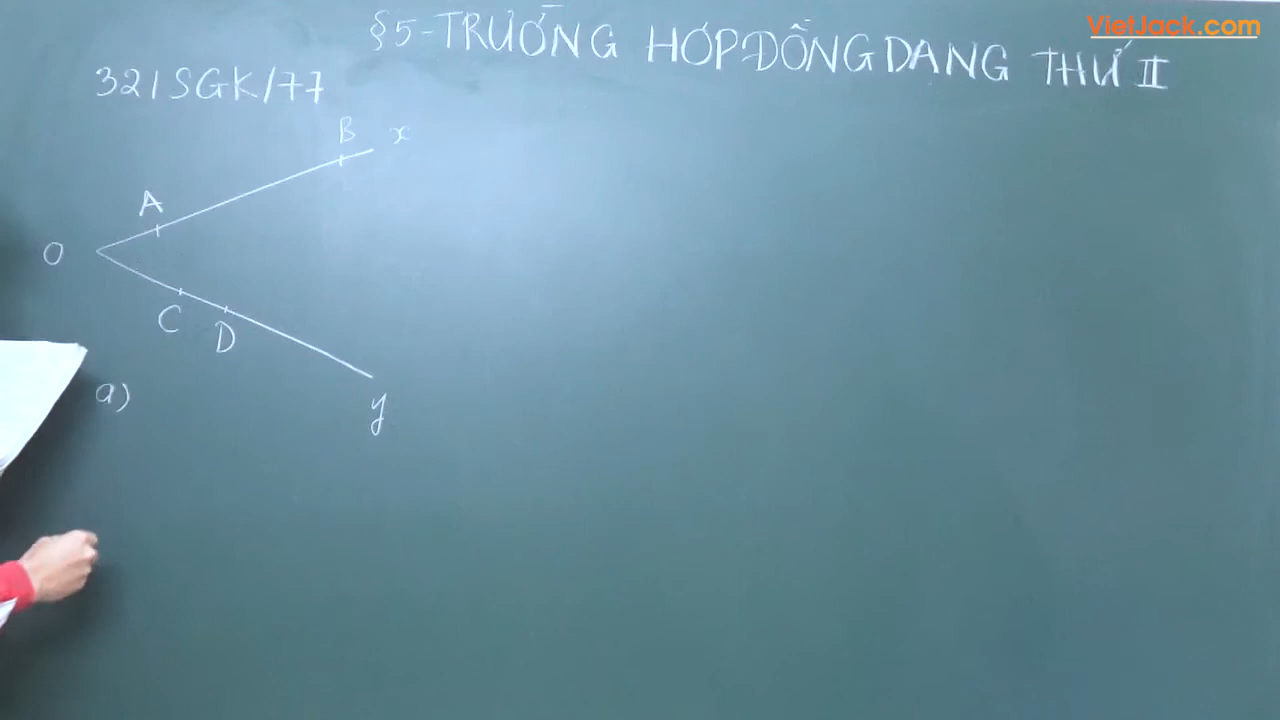 VietJack.com
§5-TRƯỜNG HỢP ĐỒNG DẠNG THỨ II
32/SGK/77
B x
A
O
C
D
a)
y